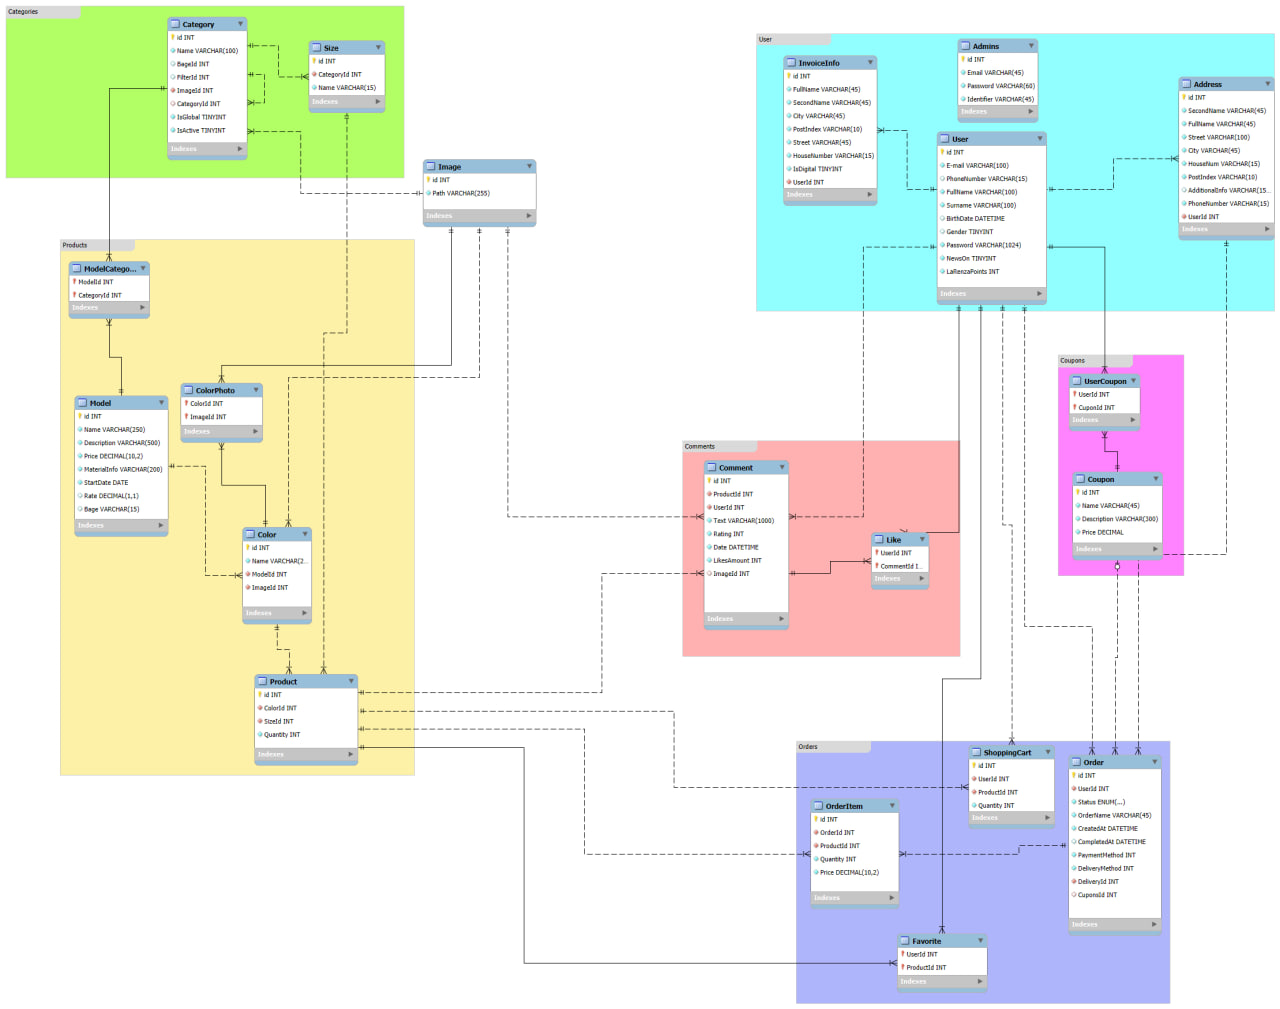 Categories
Category
id INT
Name VARCHAR(100)
BageId INT
FilterId INT
ImageId INT
CategoryId INT
IsGlobal TINYINT
IsActive TINYINT
Indexes
Size
id INT
CategoryId INT
Name VARCHAR(15)
Indexes
Image
id INT
Path VARCHAR(255)
Indexes
Products
ModelCatego...
ModelId INT
CategoryId INT
Indexes
Model
id INT
Name VARCHAR(250)
Description VARCHAR(500)
Price DECIMAL(10,2)
MaterialInfo VARCHAR(200)
StartDate DATE
Rate DECIMAL(1,1)
Bage VARCHAR(15)
Indexes
ColorPhoto
ColorId INT
ImageId INT
Indexes
Color
id INT
Name VARCHAR(2...
ModelId INT
ImageId INT
Indexes
Product
id INT
ColorId INT
SizeId INT
Quantity INT
Indexes
User
InvoiceInfo
id INT
FullName VARCHAR(45)
SecondName VARCHAR(45)
City VARCHAR(45)
PostIndex VARCHAR(10)
Street VARCHAR(45)
HouseNumber VARCHAR(15)
IsDigital TINYINT
UserId INT
Indexes
Admins
id INT
Email VARCHAR(45)
Password VARCHAR(60)
Identifier VARCHAR(45)
Indexes
User
id INT
E-mail VARCHAR(100)
PhoneNumber VARCHAR(15)
FullName VARCHAR(100)
Surname VARCHAR(100)
BirthDate DATETIME
Gender TINYINT
Password VARCHAR(1024)
NewsOn TINYINT
LaRenzaPoints INT
Indexes
Address
id INT
SecondName VARCHAR(45)
FullName VARCHAR(45)
Street VARCHAR(100)
City VARCHAR(45)
HouseNum VARCHAR(15)
PostIndex VARCHAR(10)
AdditionalInfo VARCHAR(15...
PhoneNumber VARCHAR(15)
UserId INT
Indexes
Coupons
UserCoupon
UserId INT
CuponId INT
Indexes
Coupon
id INT
Name VARCHAR(45)
Description VARCHAR(300)
Price DECIMAL
Indexes
Comments
Comment
id INT
ProductId INT
UserId INT
Text VARCHAR(1000)
Rating INT
Date DATETIME
LikesAmount INT
ImageId INT
Indexes
Like
UserId INT
CommentId I...
Indexes
Orders
ShoppingCart
id INT
UserId INT
ProductId INT
Quantity INT
Indexes
Order
id INT
UserId INT
Status ENUM(...)
OrderName VARCHAR(45)
CreatedAt DATETIME
CompletedAt DATETIME
PaymentMethod INT
DeliveryMethod INT
DeliveryId INT
CuponsId INT
Indexes
OrderItem
id INT
OrderId INT
ProductId INT
Quantity INT
Price DECIMAL(10,2)
Indexes
Favorite
UserId INT
ProductId INT
Indexes